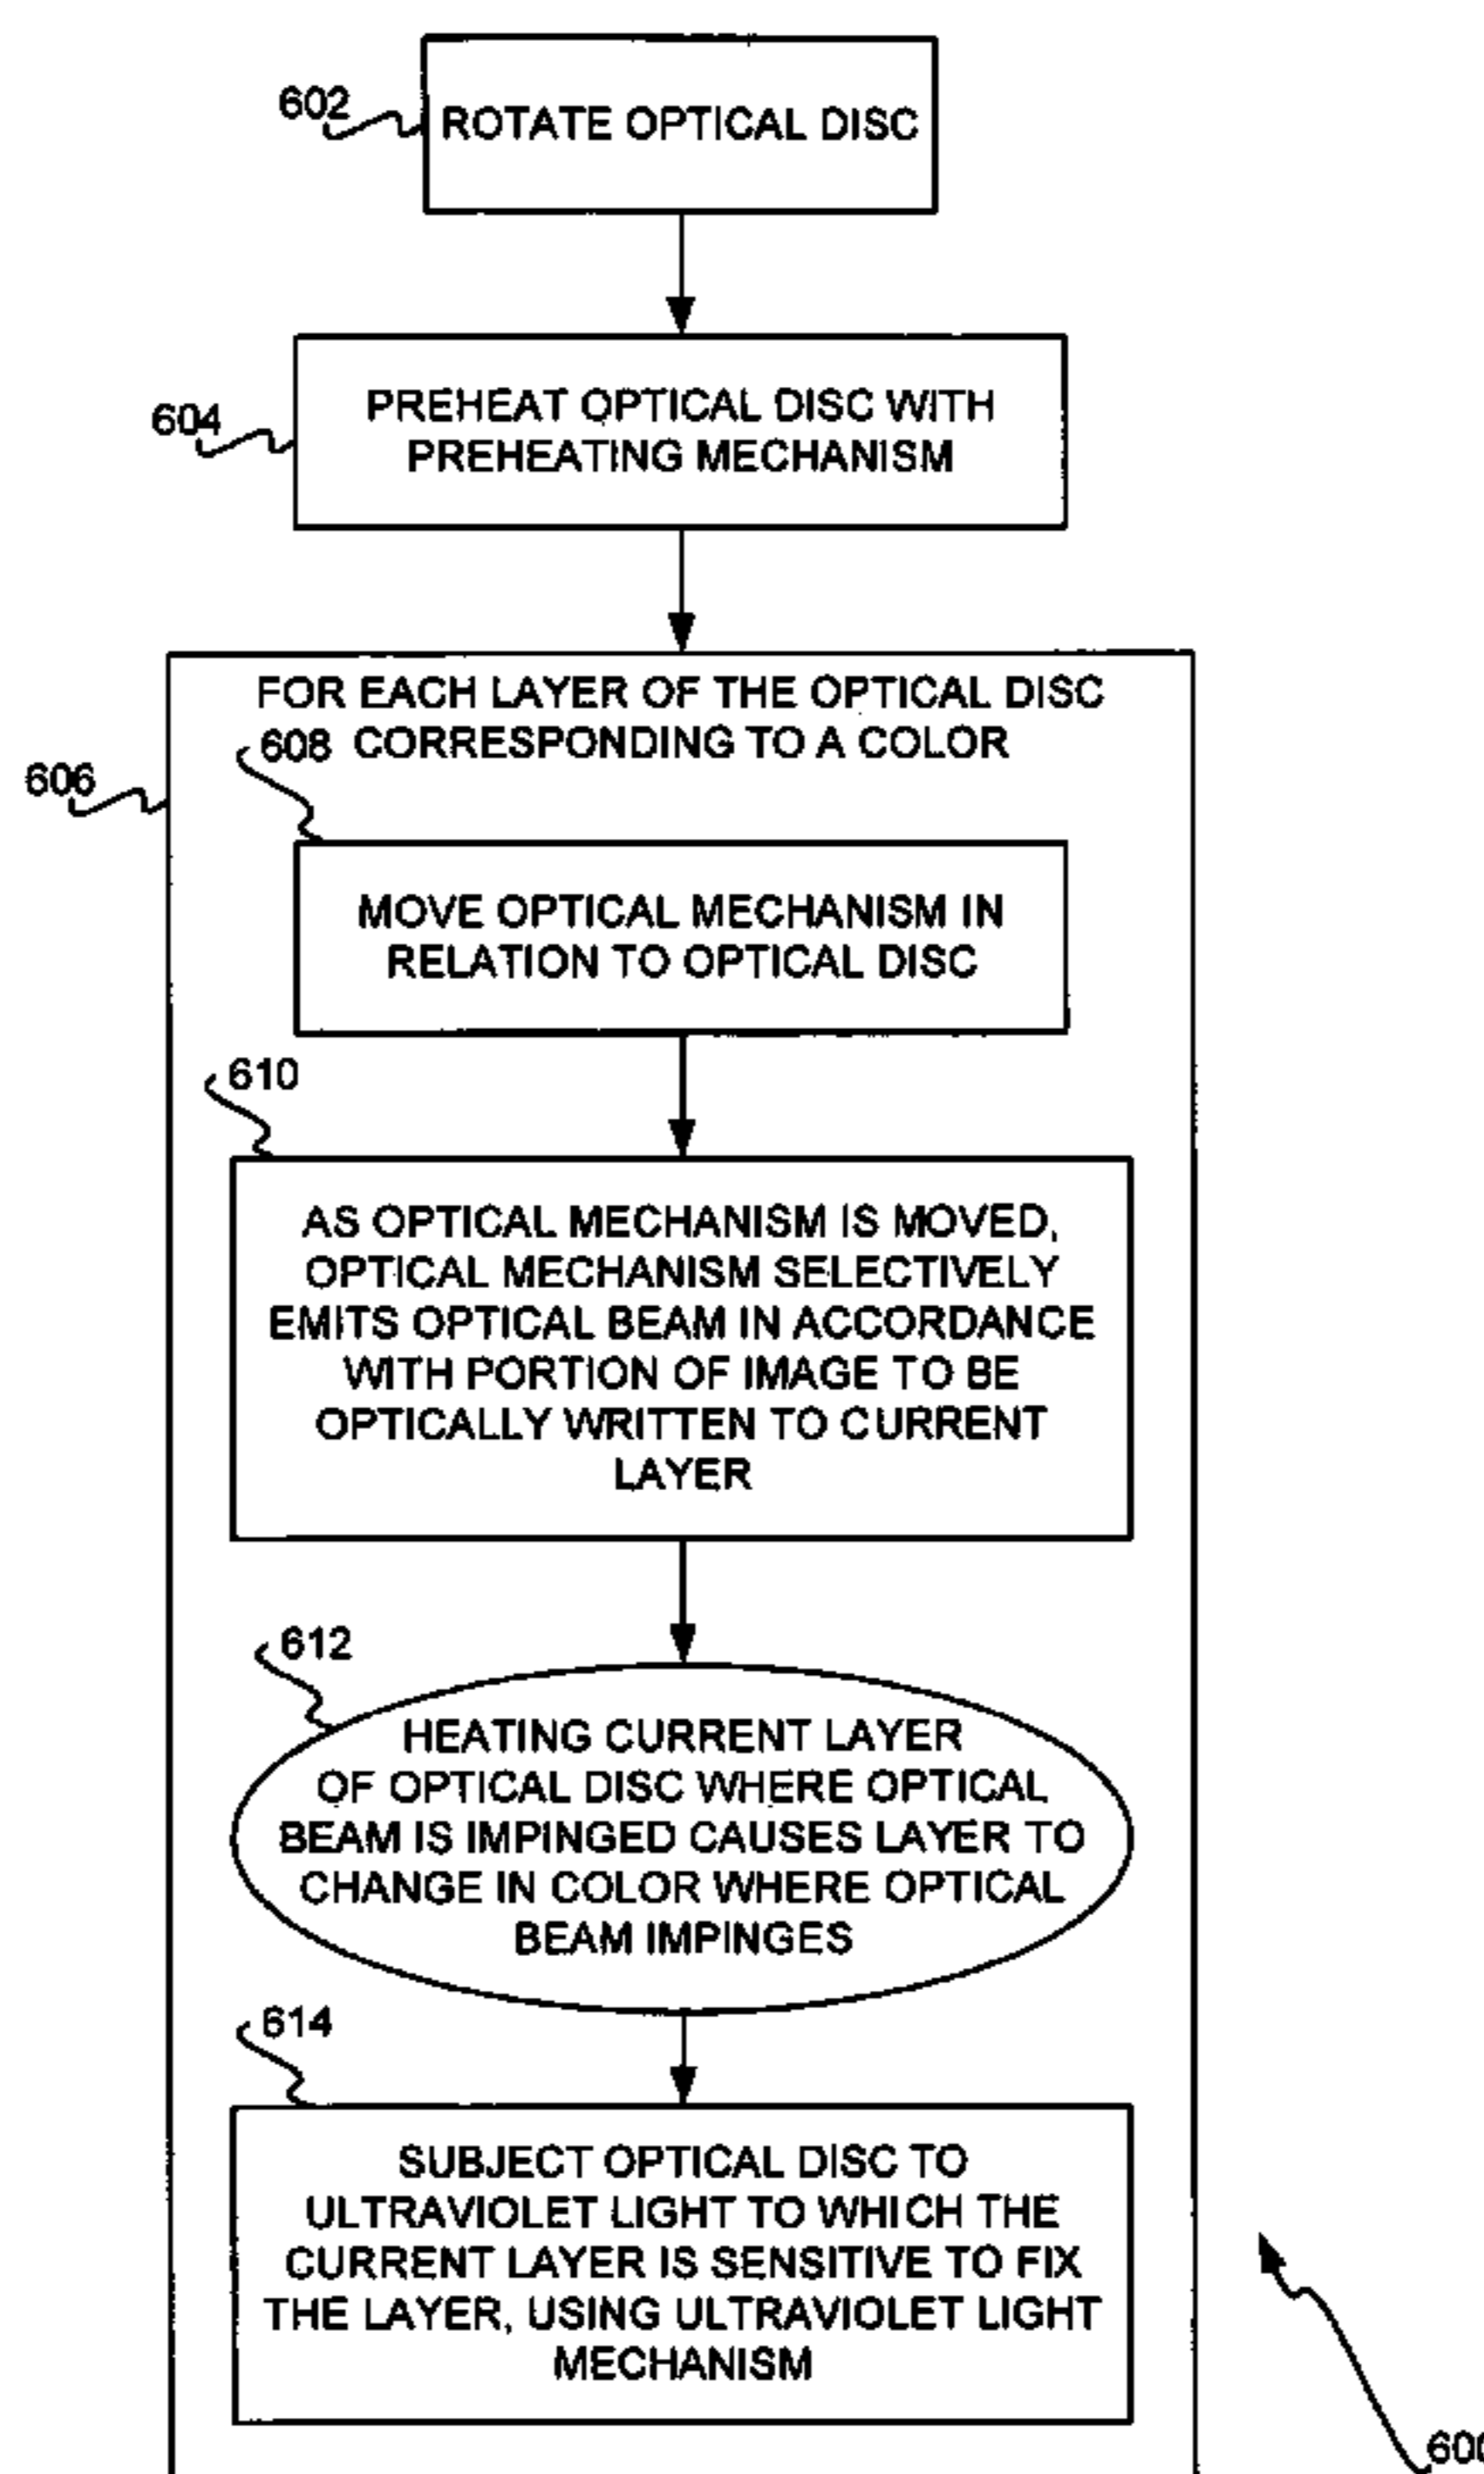 602
ROTATE OPTICAL DISC
604
PREHEAT OPTICAL DISC WITH
PREHEATING MECHANISM
606
FOR EACH LAYER OF THE OPTICAL DISC
CORRESPONDING TO A COLOR
608
MOVE OPTICAL MECHANISM IN
RELATION TO OPTICAL DISC
610
AS OPTICAL MECHANISM IS MOVED,
OPTICAL MECHANISM SELECTIVELY
EMITS OPTICAL BEAM IN ACCORDANCE
WITH PORTION OF IMAGE TO BE
OPTICALLY WRITTEN TO CURRENT
LAYER
612
HEATING CURRENT LAYER
OF OPTICAL DISC WHERE OPTICAL
BEAM IS IMPINGED CAUSES LAYER TO
CHANGE IN COLOR WHERE OPTICAL
BEAM IMPINGES
614
SUBJECT OPTICAL DISC TO
ULTRAVIOLET LIGHT TO WHICH THE
CURRENT LAYER IS SENSITIVE TO FIX
THE LAYER, USING ULTRAVIOLET LIGHT
MECHANISM
600